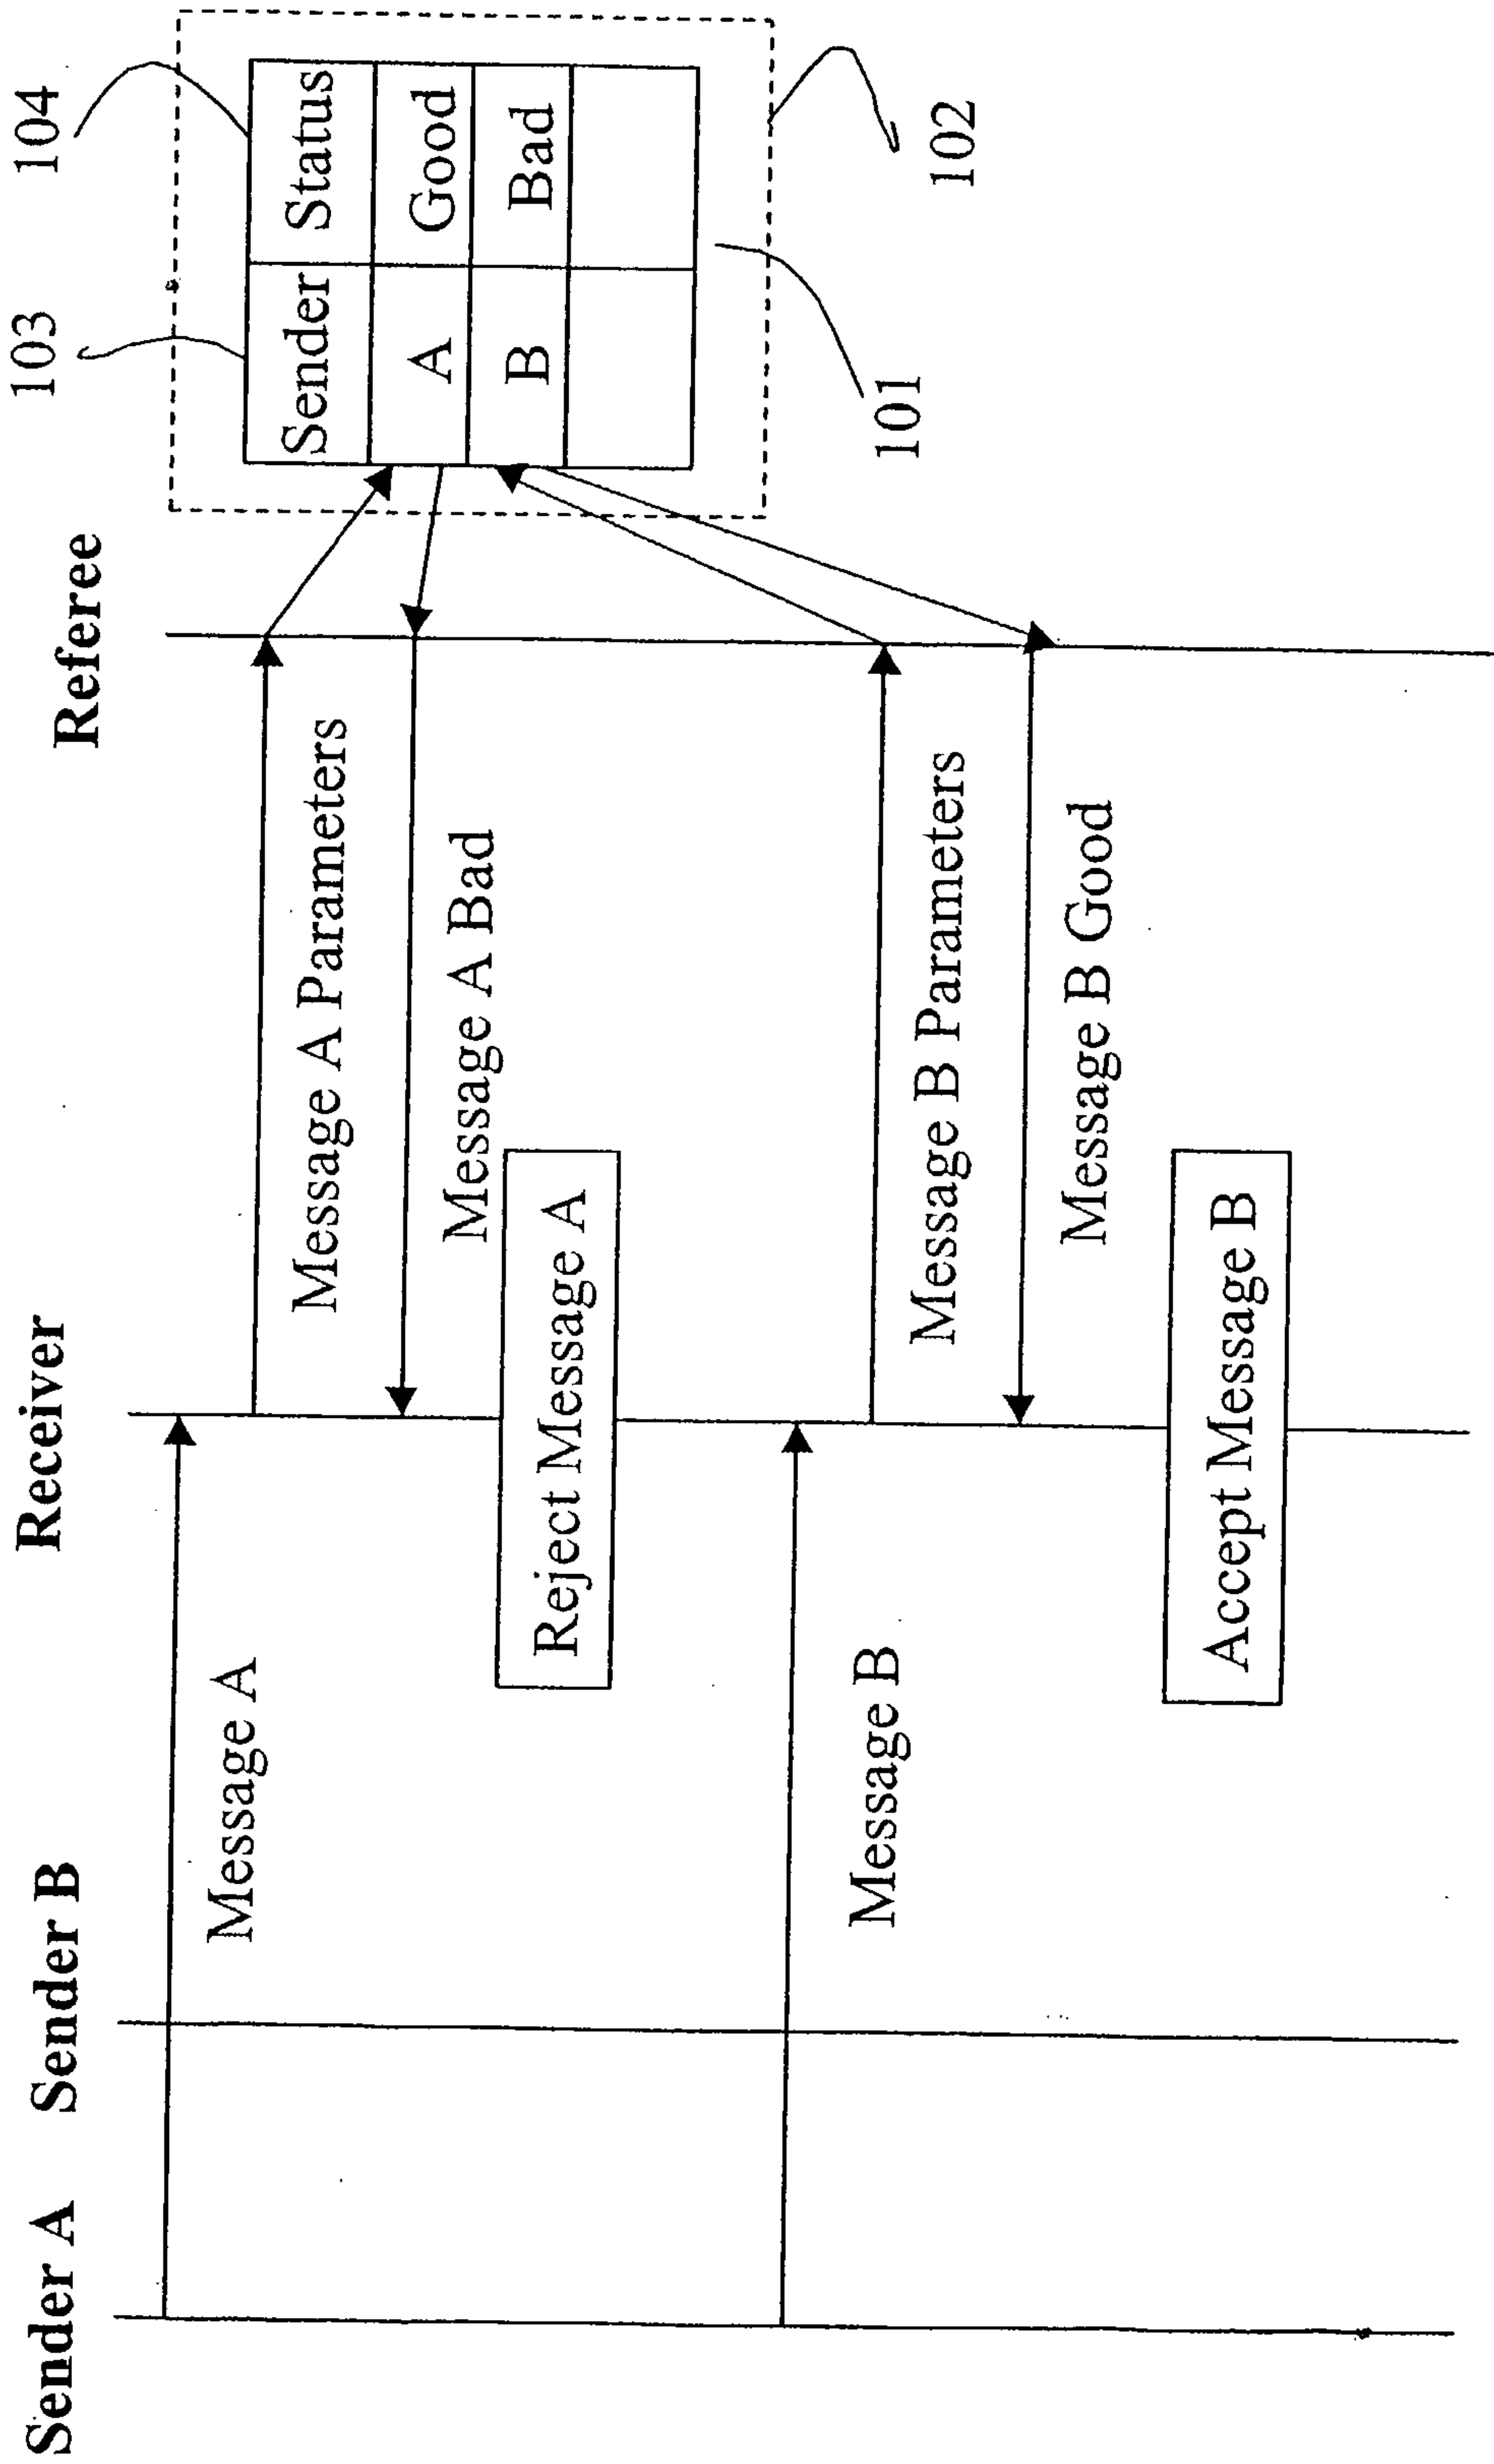 Sender A
Sender B
Receiver
Referee
103
104
Sender
Status
A
Good
B
Bad
101
102
Message A
Message A Parameters
Message A Bad
Reject Message A
Message B
Message B Parameters
Message B Good
Accept Message B